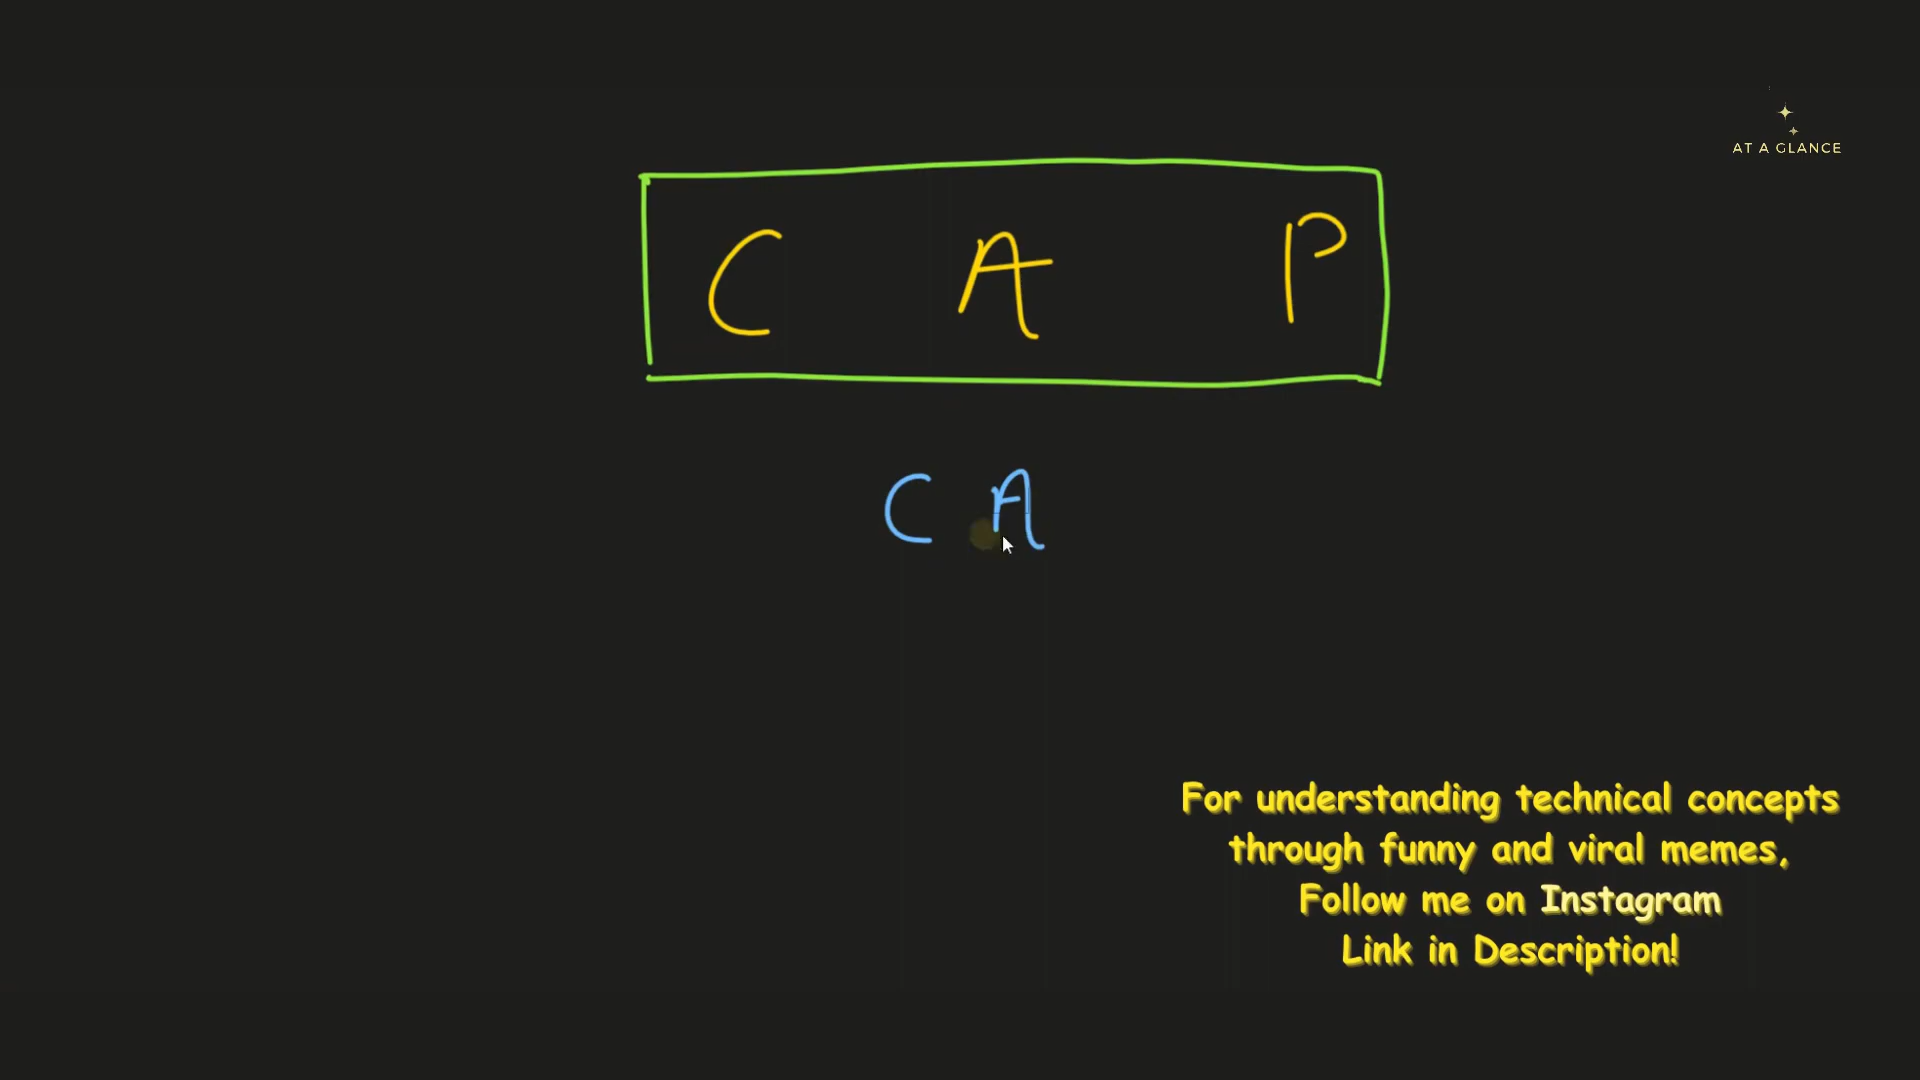 AT A GLANCE
C A P
C A
For understanding technical concepts
through funny and viral memes,
Follow me on Instagram
Link in Description!